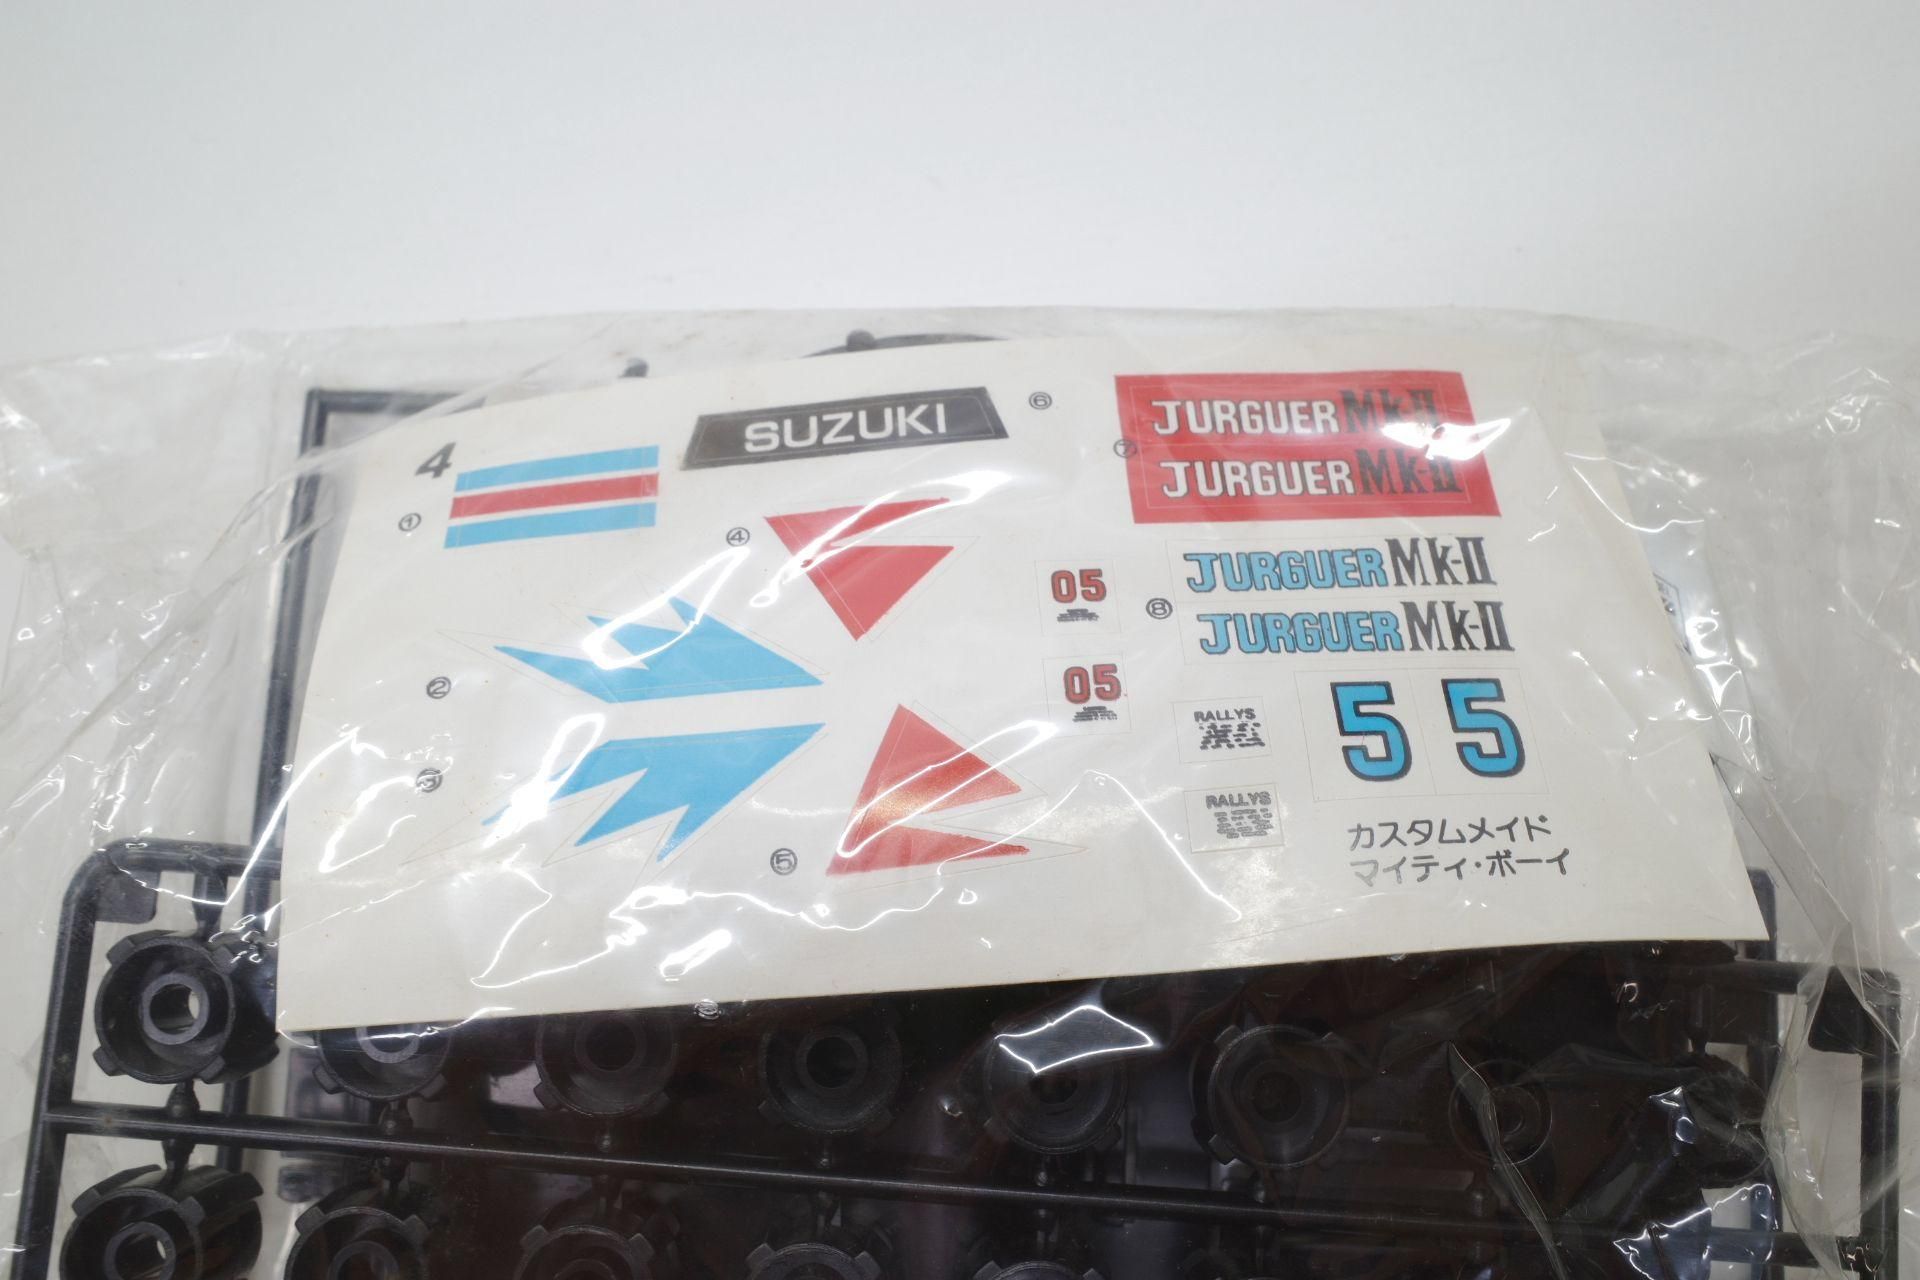 4
SUZUKI
⑥
JURGUER Mk-II
⑦
JURGUER Mk-II
①
④
JURGUER Mk-II
05
⑧
JURGUER Mk-II
②
05
5 5
RALLYS
③
RALLYS
⑤
カスタムメイド
マイティ・ボーイ